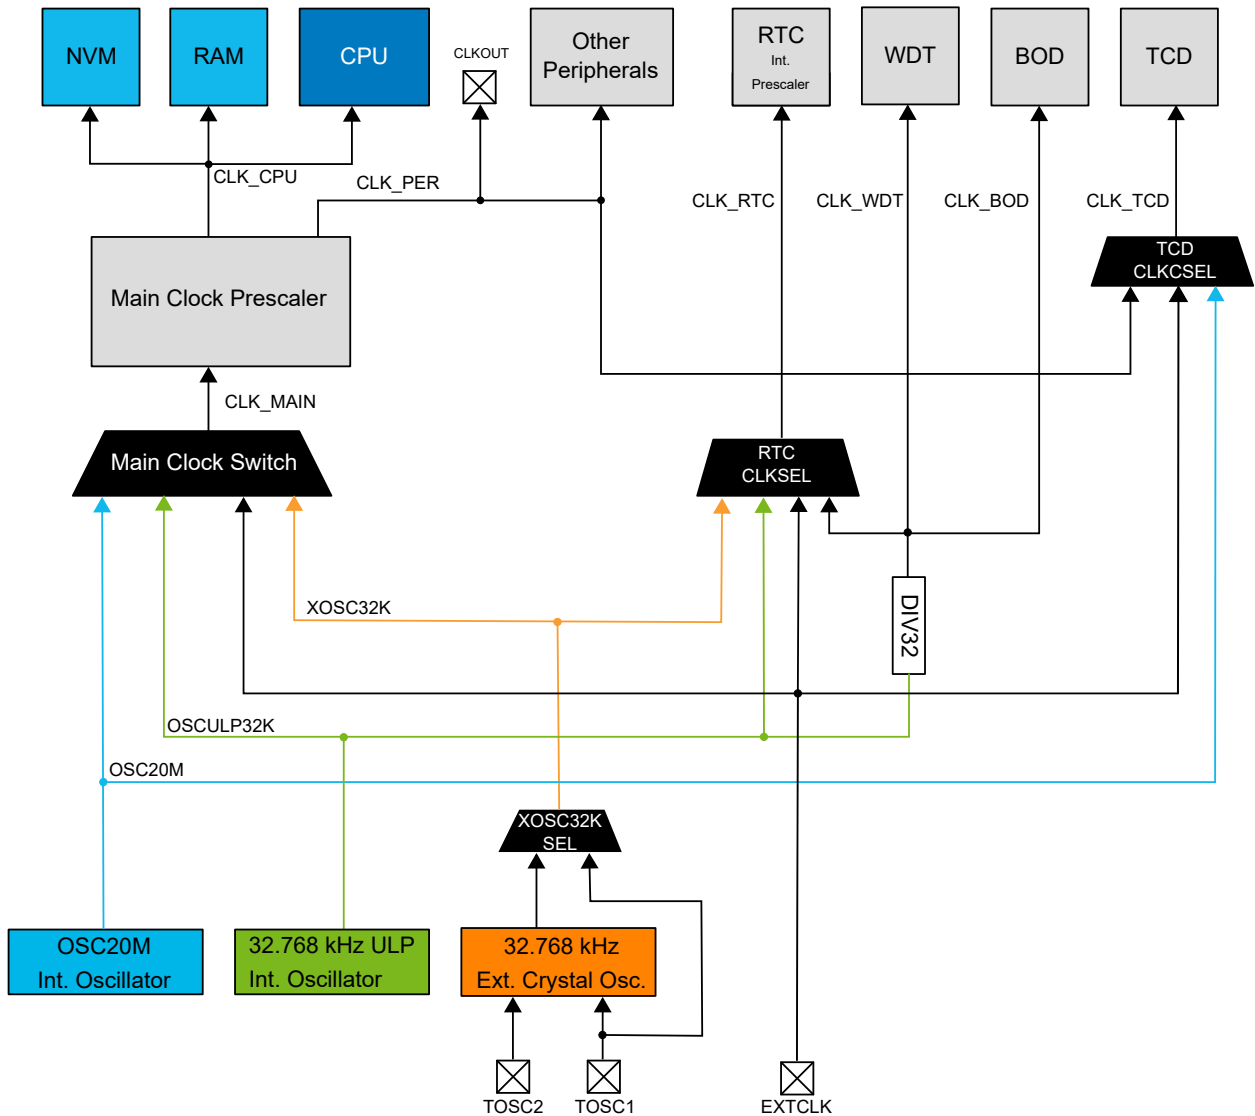 NVM
RAM
CPU
CLKOUT
Other
Peripherals
RTC
Int.
Prescaler
WDT
BOD
TCD
CLK_CPU
CLK_PER
CLK_RTC
CLK_WDT
CLK_BOD
CLK_TCD
TCD
CLKCSEL
Main Clock Prescaler
CLK_MAIN
Main Clock Switch
RTC
CLKSEL
XOSC32K
DIV32
OSCULP32K
OSC20M
XOSC32K
SEL
OSC20M
Int. Oscillator
32.768 kHz ULP
Int. Oscillator
32.768 kHz
Ext. Crystal Osc.
TOSC2
TOSC1
EXTCLK